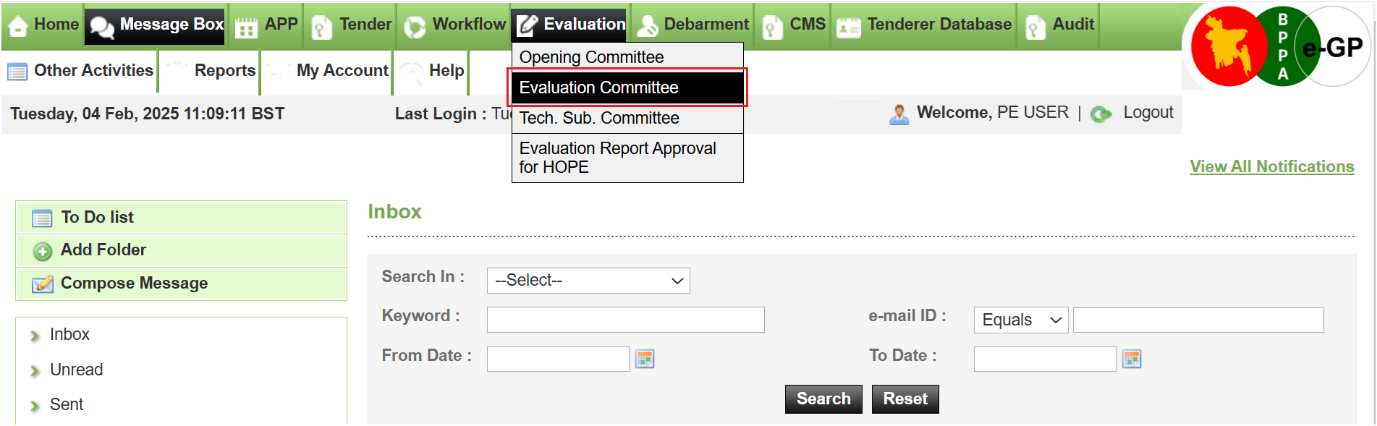 Home Message Box APP Tender Workflow Evaluation Debarment CMS Tenderer Database Audit
BPPA
e-GP
Opening Committee
Other Activities Reports My Account Help
Evaluation Committee
Tuesday, 04 Feb, 2025 11:09:11 BST Last Login : Tu
Welcome, PE USER | Logout
Tech. Sub. Committee
Evaluation Report Approval
for HOPE
View All Notifications
To Do list
Add Folder
Compose Message
Inbox
Unread
Sent
Inbox
Search In : --Select--
Keyword : e-mail ID : Equals
From Date : To Date :
Search Reset